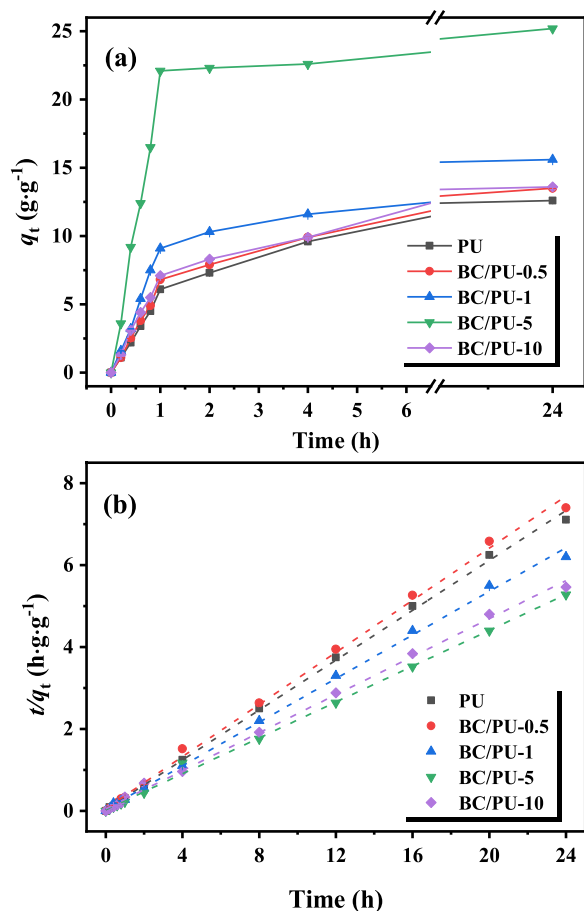 (a)
25
20
15
10
5
0
q_t (g·g⁻¹)
PU
BC/PU-0.5
BC/PU-1
BC/PU-5
BC/PU-10
0 1 2 3 4 5 6 24
Time (h)
(b)
8
6
4
2
0
t/q_t (h·g·g⁻¹)
PU
BC/PU-0.5
BC/PU-1
BC/PU-5
BC/PU-10
0 4 8 12 16 20 24
Time (h)